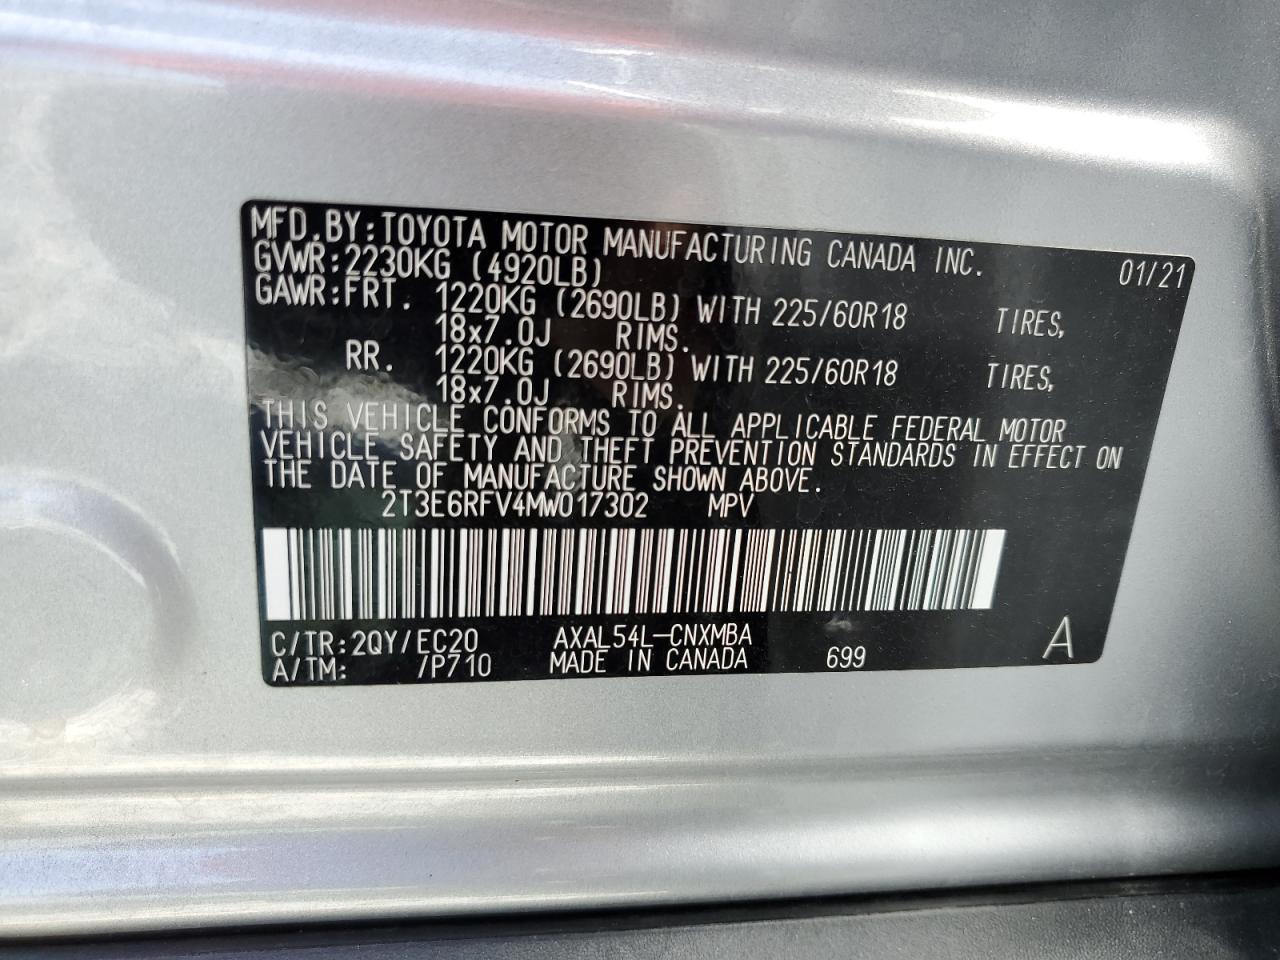 MFD.BY:TOYOTA MOTOR MANUFACTURING CANADA INC. 01/21
GVWR:2230KG (4920LB)
GAWR:FRT. 1220KG (2690LB) WITH 225/60R18 TIRES,
18x7.0J RIMS.
RR. 1220KG (2690LB) WITH 225/60R18 TIRES,
18x7.0J RIMS.
THIS VEHICLE CONFORMS TO ALL APPLICABLE FEDERAL MOTOR
VEHICLE SAFETY AND THEFT PREVENTION STANDARDS IN EFFECT ON
THE DATE OF MANUFACTURE SHOWN ABOVE.
2T3E6RFV4MW017302 MPV
C/TR:2QY/EC20 AXAL54L-CNXMBA
A/TM: /P710 MADE IN CANADA 699 A